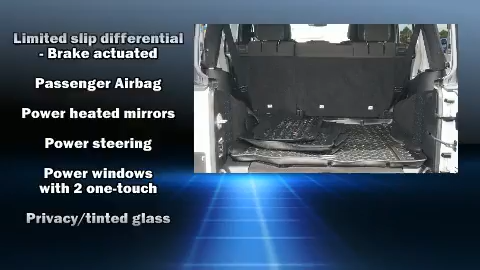 Limited slip differential
- Brake actuated
Passenger Airbag
Power heated mirrors
Power steering
Power windows
with 2 one-touch
Privacy/tinted glass